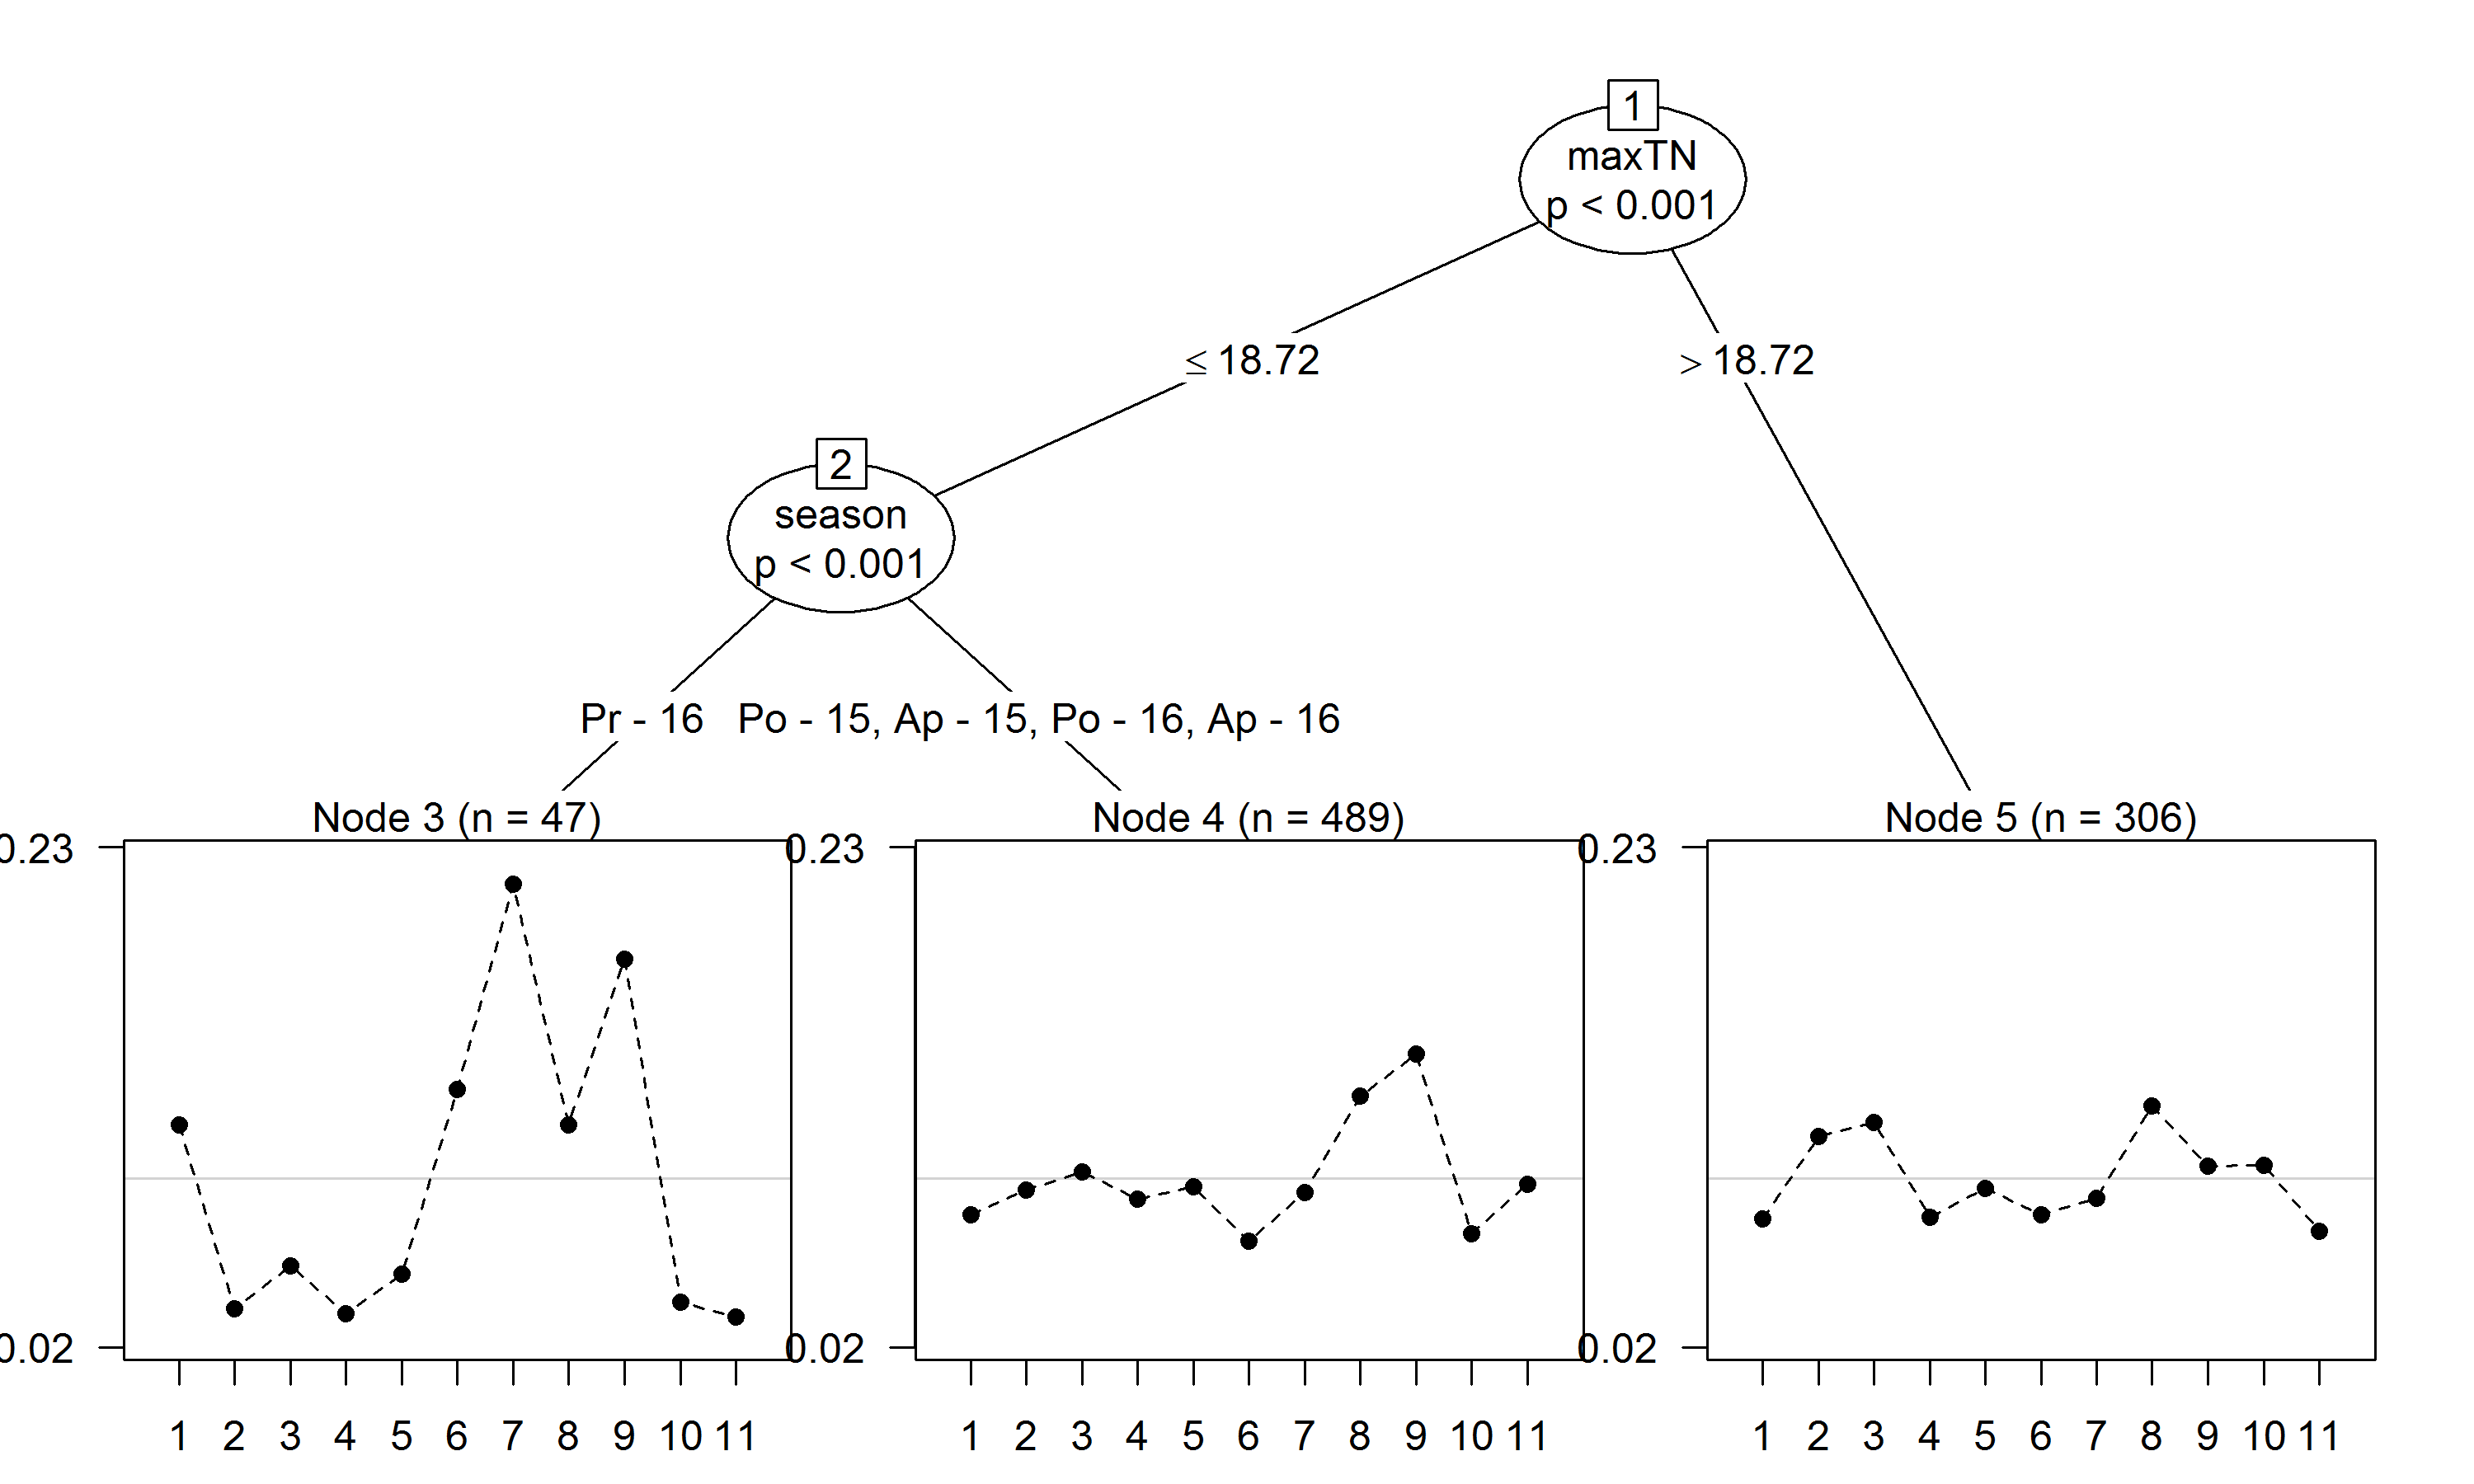 1
maxTN
p < 0.001
≤ 18.72
> 18.72
2
season
p < 0.001
Pr - 16
Po - 15, Ap - 15, Po - 16, Ap - 16
Node 3 (n = 47)
0.23
0.02
1 2 3 4 5 6 7 8 9 10 11
Node 4 (n = 489)
0.23
0.02
1 2 3 4 5 6 7 8 9 10 11
Node 5 (n = 306)
0.23
0.02
1 2 3 4 5 6 7 8 9 10 11